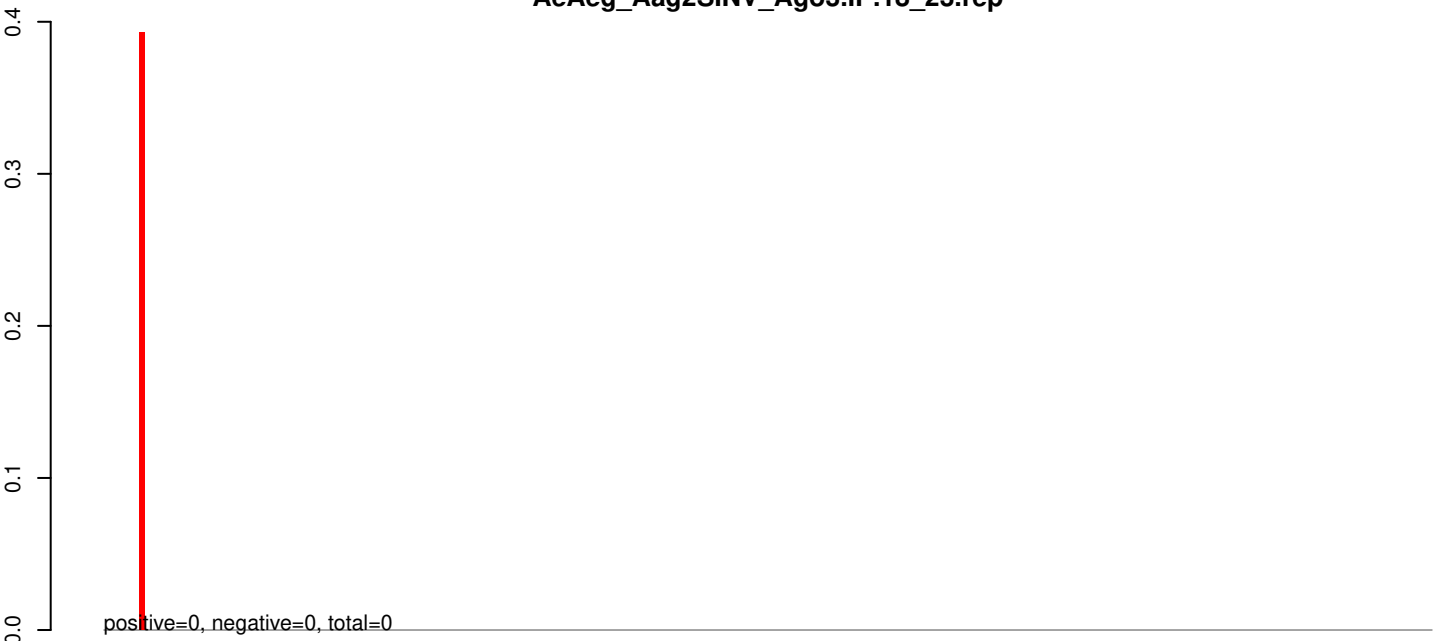 AeAeg_Aag2SINV_Ago3.IP.18_23.rep
0.4
0.3
0.2
0.1
0.0
positive=0, negative=0, total=0